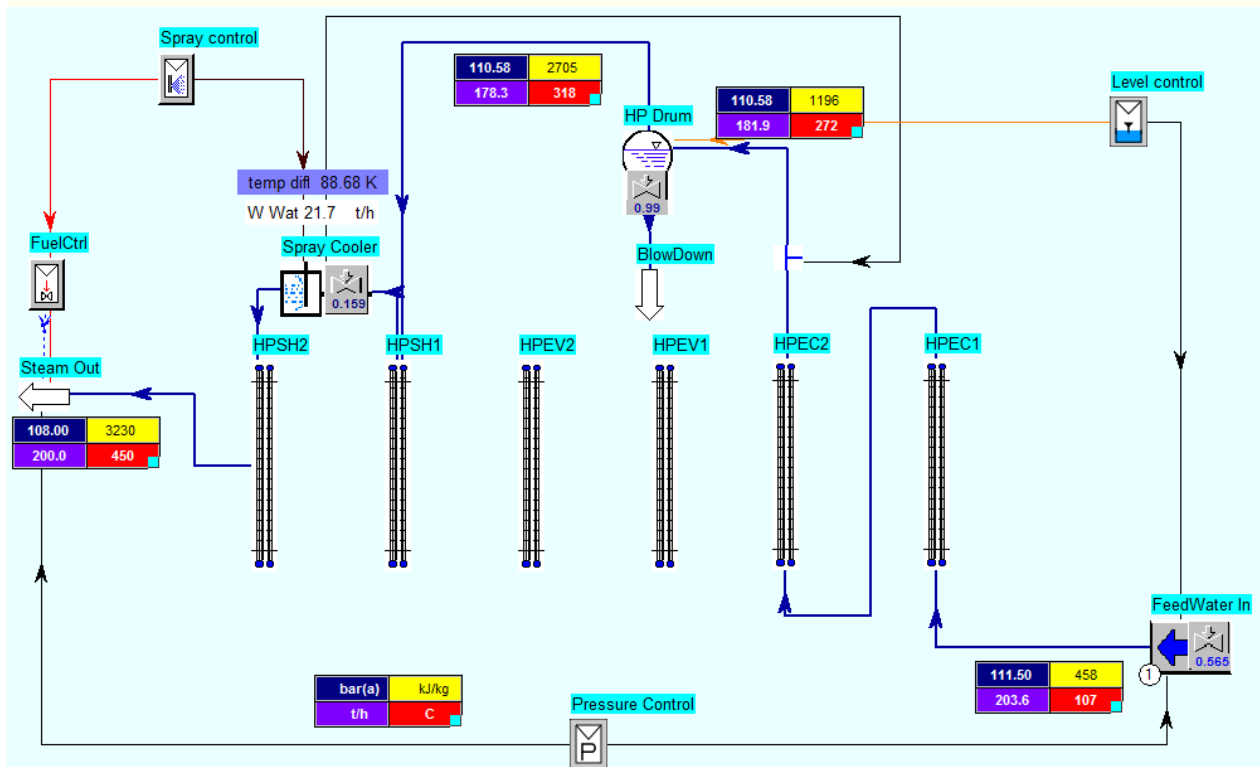 Spray control
110.58 2705
178.3 318
HP Drum
110.58 1196
181.9 272
Level control
temp difl 88.68 K
W Wat 21.7 t/h
0.99
FuelCtrl
Spray Cooler
BlowDown
0.159
Steam Out
HPSH2
HPSH1
HPEV2
HPEV1
HPEC2
HPEC1
108.00 3230
200.0 450
FeedWater In
0.565
1
111.50 458
203.6 107
bar(a) kJ/kg
t/h C
Pressure Control
P